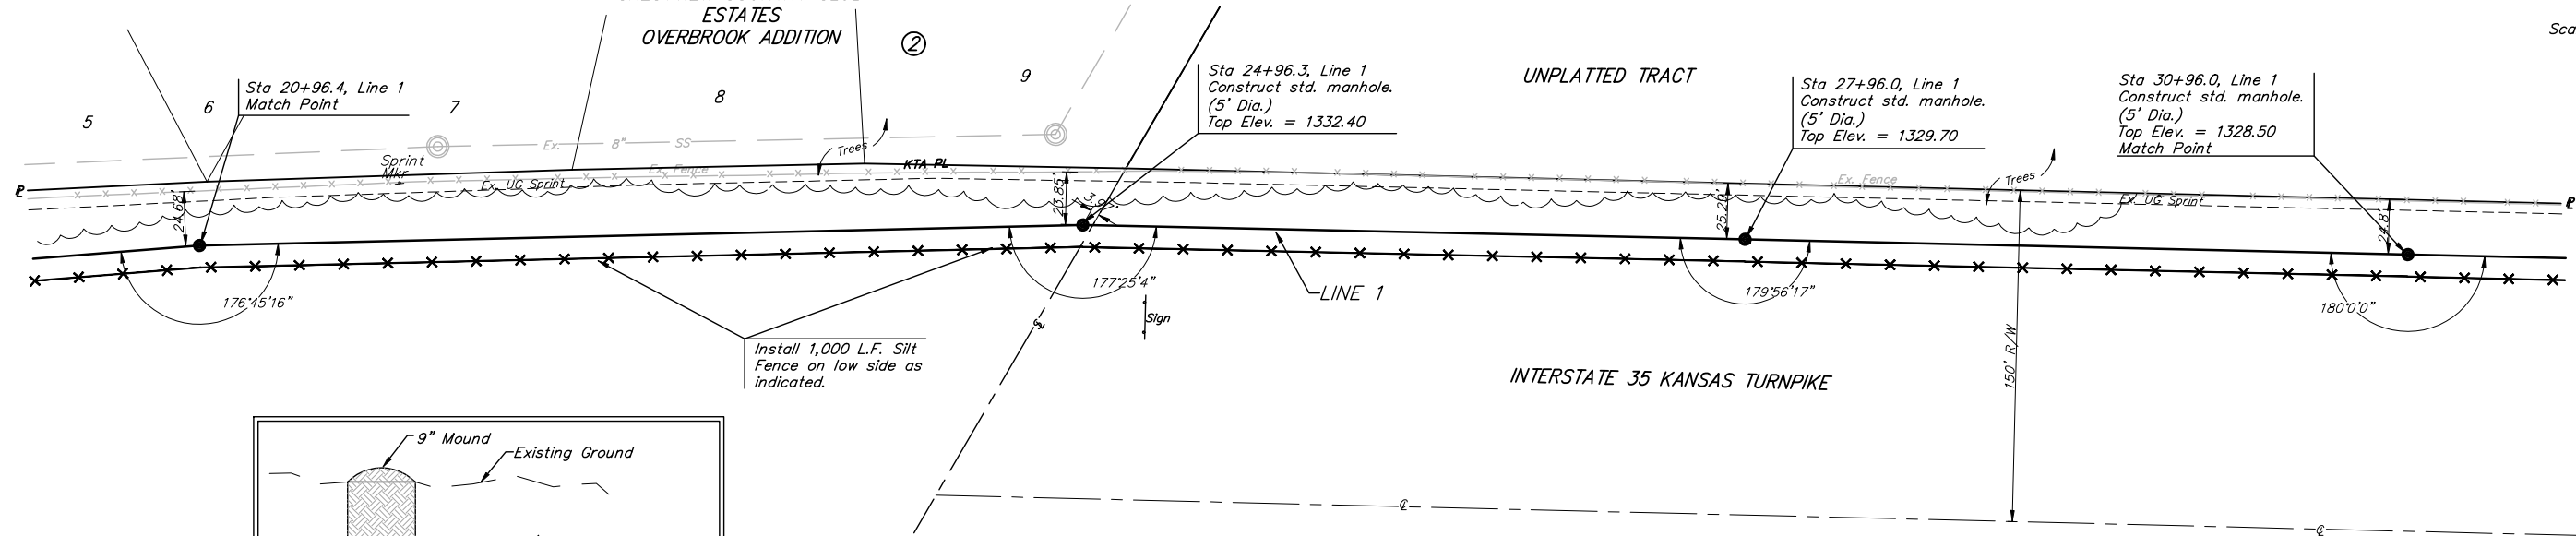 ESTATES
OVERBROOK ADDITION
2
Sca
5
6
7
8
9
Sta 20+96.4, Line 1
Match Point
Sta 24+96.3, Line 1
Construct std. manhole.
(5' Dia.)
Top Elev. = 1332.40
UNPLATTED TRACT
Sta 27+96.0, Line 1
Construct std. manhole.
(5' Dia.)
Top Elev. = 1329.70
Sta 30+96.0, Line 1
Construct std. manhole.
(5' Dia.)
Top Elev. = 1328.50
Match Point
Ex. 8" SS
Sprint
Mkr
Ex. UG Sprint
Ex. Fence
Trees
KTA PL
Ex. Fence
Trees
Ex. UG Sprint
24.68'
23.85'
25.29'
24.8'
176°45'16"
177°25'4"
179°56'17"
180°0'0"
LINE 1
Sign
Install 1,000 L.F. Silt
Fence on low side as
indicated.
150' R/W
INTERSTATE 35 KANSAS TURNPIKE
9" Mound
Existing Ground